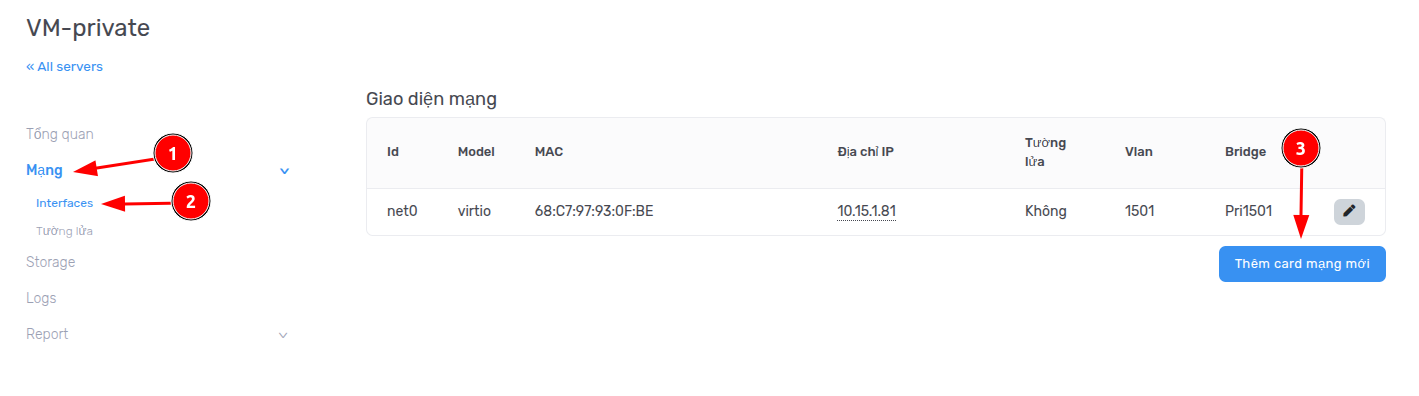 VM-private
« All servers
Tổng quan
Mạng
Interfaces
Tường lửa
Storage
Logs
Report
1
2
Giao diện mạng
Id Model MAC Địa chỉ IP Tường lửa Vlan Bridge
3
net0 virtio 68:C7:97:93:0F:BE 10.15.1.81 Không 1501 Pri1501
Thêm card mạng mới